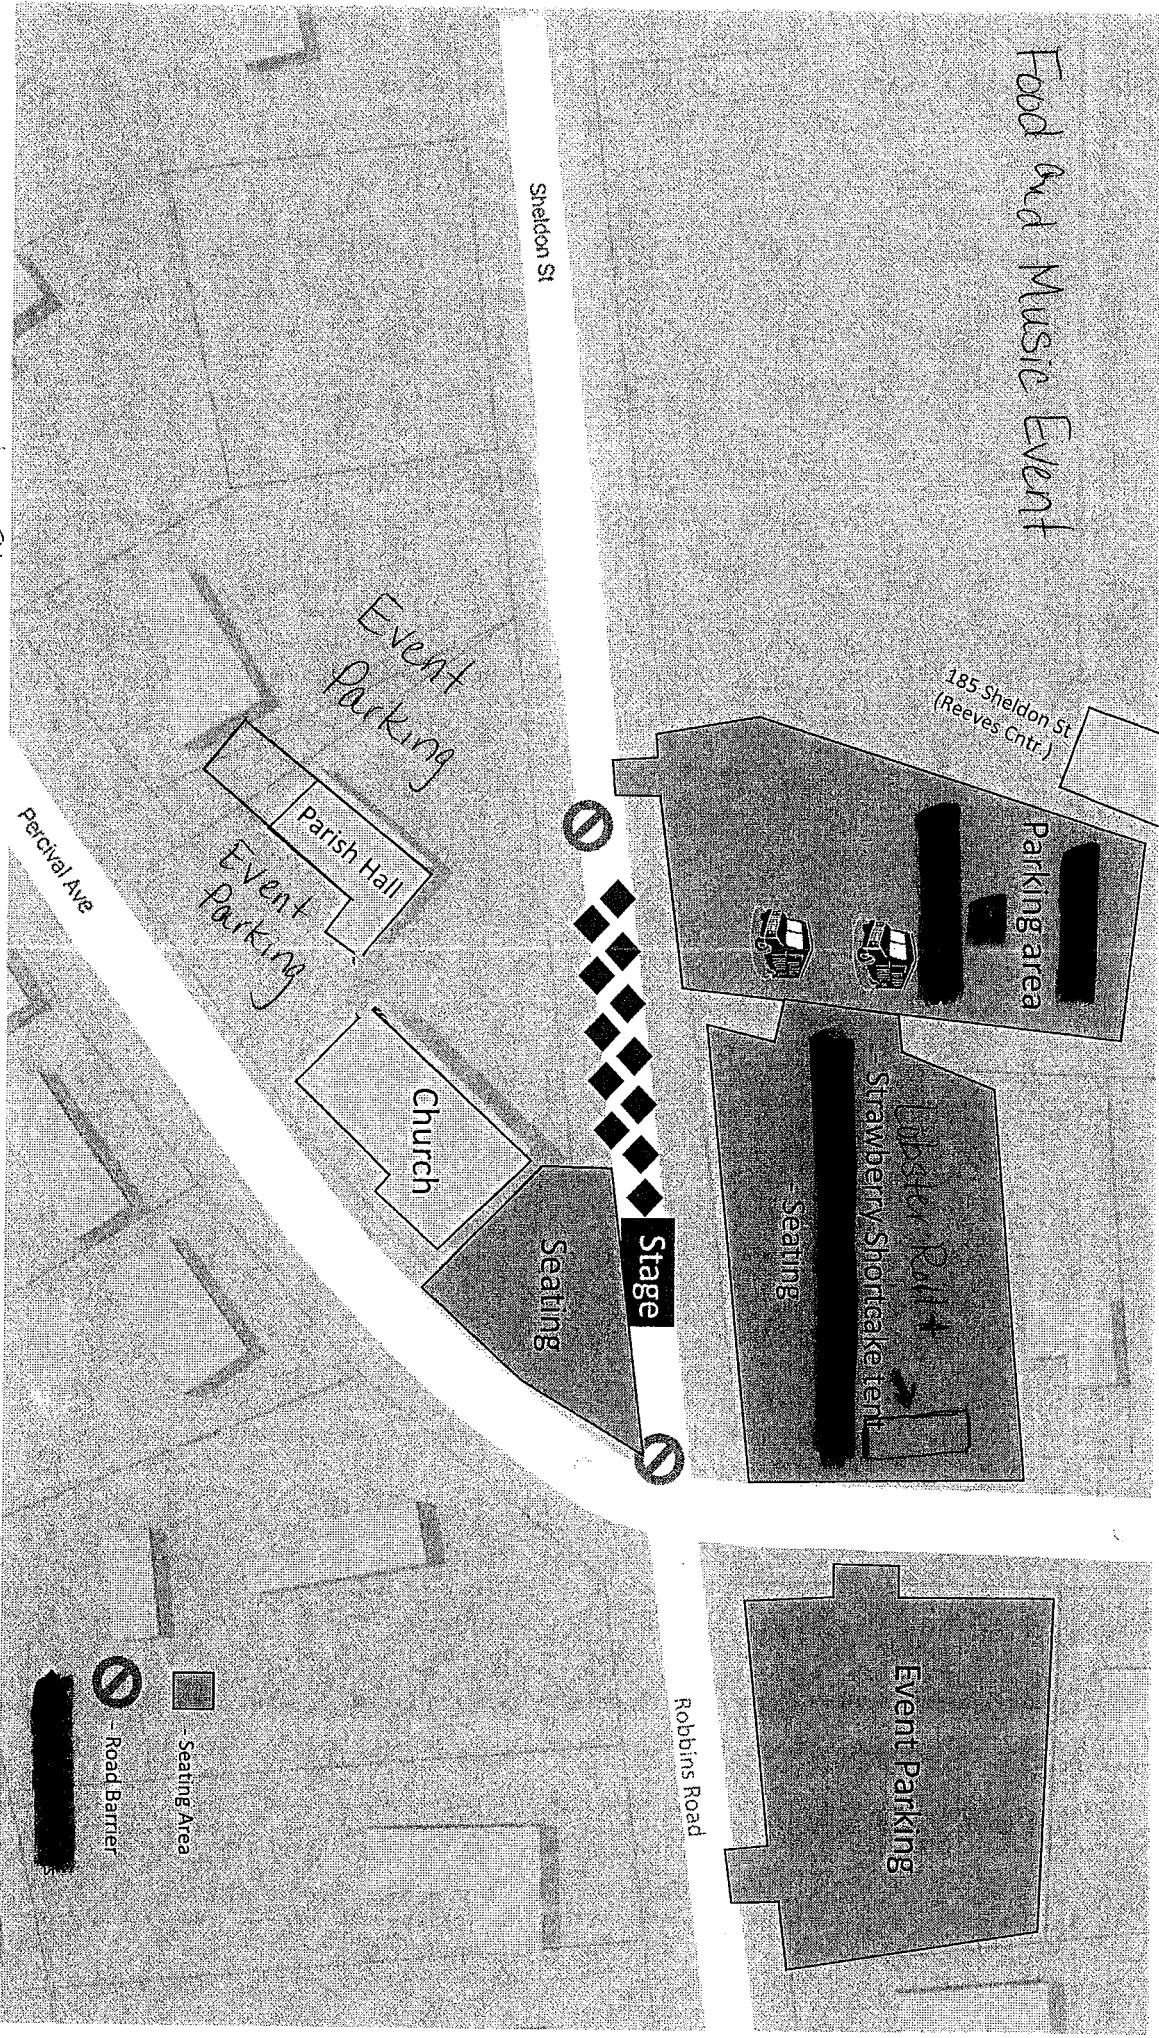 Food and Music Event
185 Sheldon St
(Reeves Cntr.)
Parking area
Lobster Roll +
- Strawberry Shortcake tent
- Seating
Event Parking
Sheldon St
Stage
Robbins Road
Seating
Event
Parking
Parish Hall
Church
Event
Parking
Percival Ave
- Seating Area
- Road Barrier